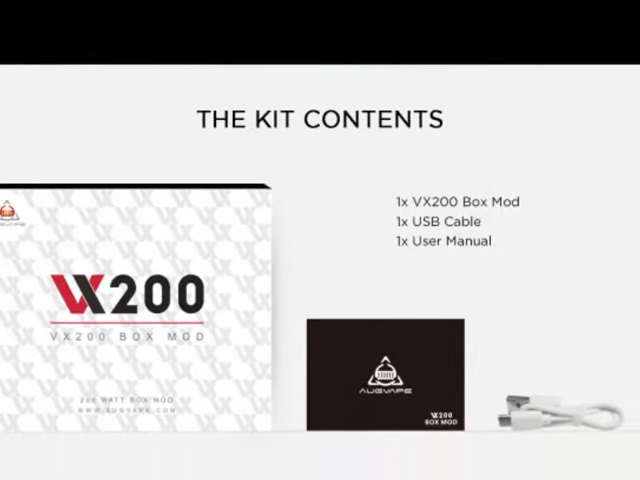 THE KIT CONTENTS
1x VX200 Box Mod
1x USB Cable
1x User Manual
VX200
VX200 BOX MOD
200 WATT BOX MOD
WWW.AUGVAPE.COM
AUGVAPE
VX200
BOX MOD